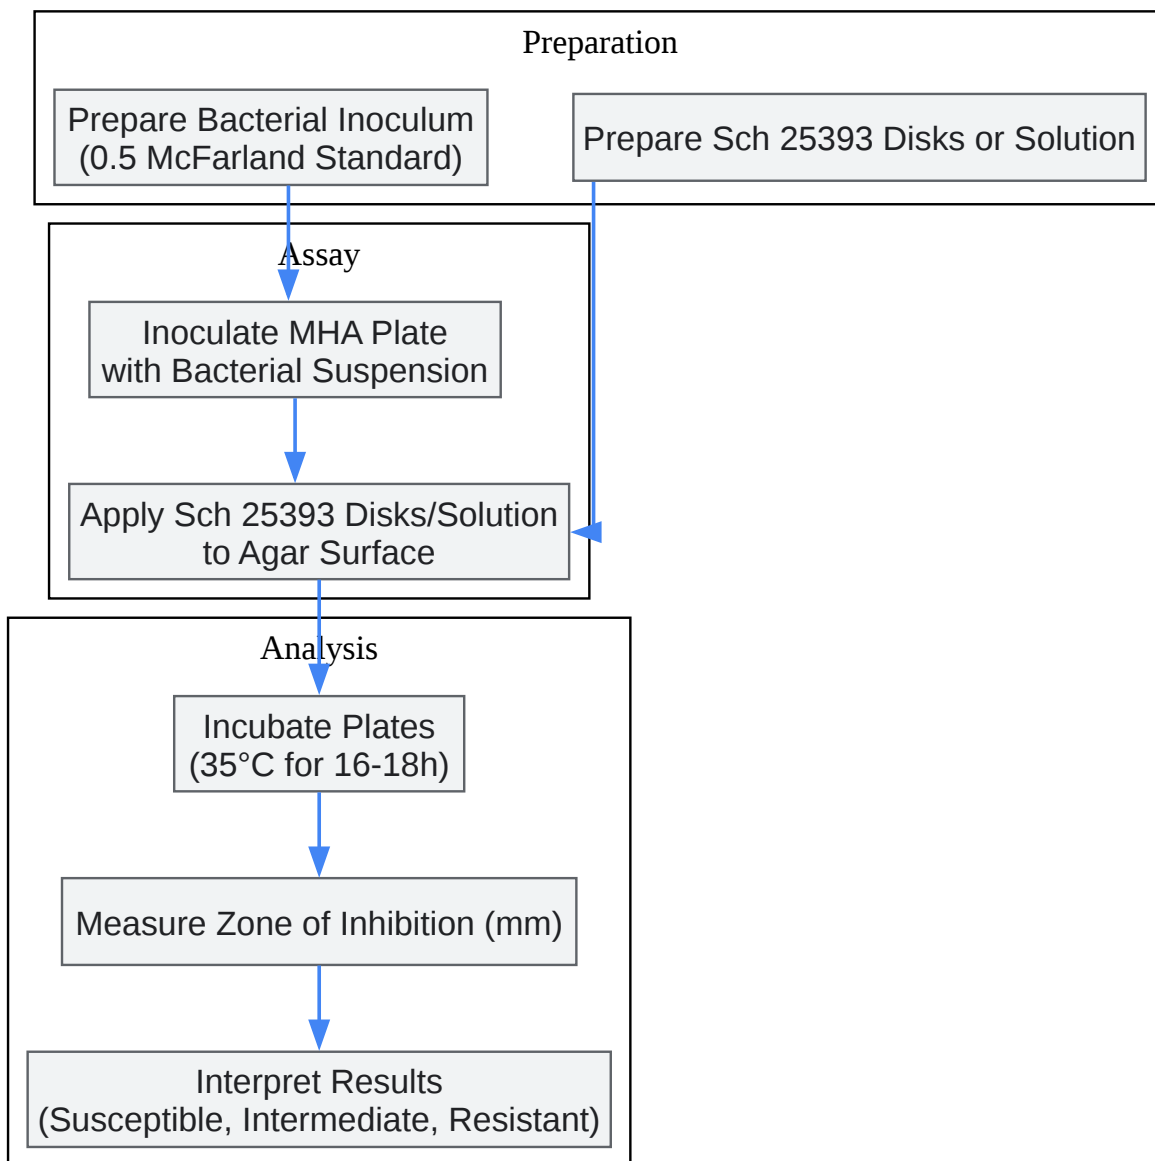 Preparation
Prepare Bacterial Inoculum
(0.5 McFarland Standard)
Prepare Sch 25393 Disks or Solution
Assay
Inoculate MHA Plate
with Bacterial Suspension
Apply Sch 25393 Disks/Solution
to Agar Surface
Analysis
Incubate Plates
(35°C for 16-18h)
Measure Zone of Inhibition (mm)
Interpret Results
(Susceptible, Intermediate, Resistant)